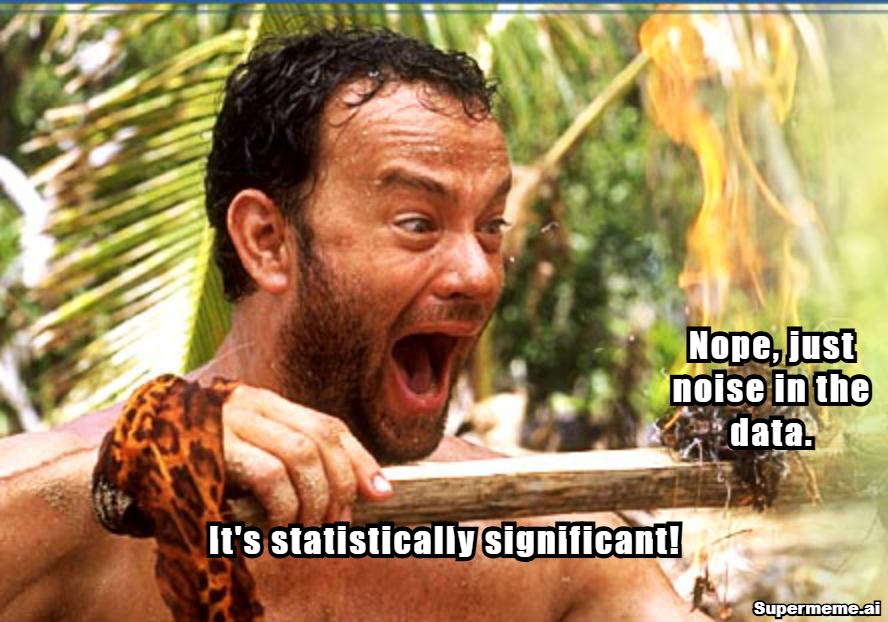 Nope, just
noise in the
data.
It's statistically significant!
Supermeme.ai